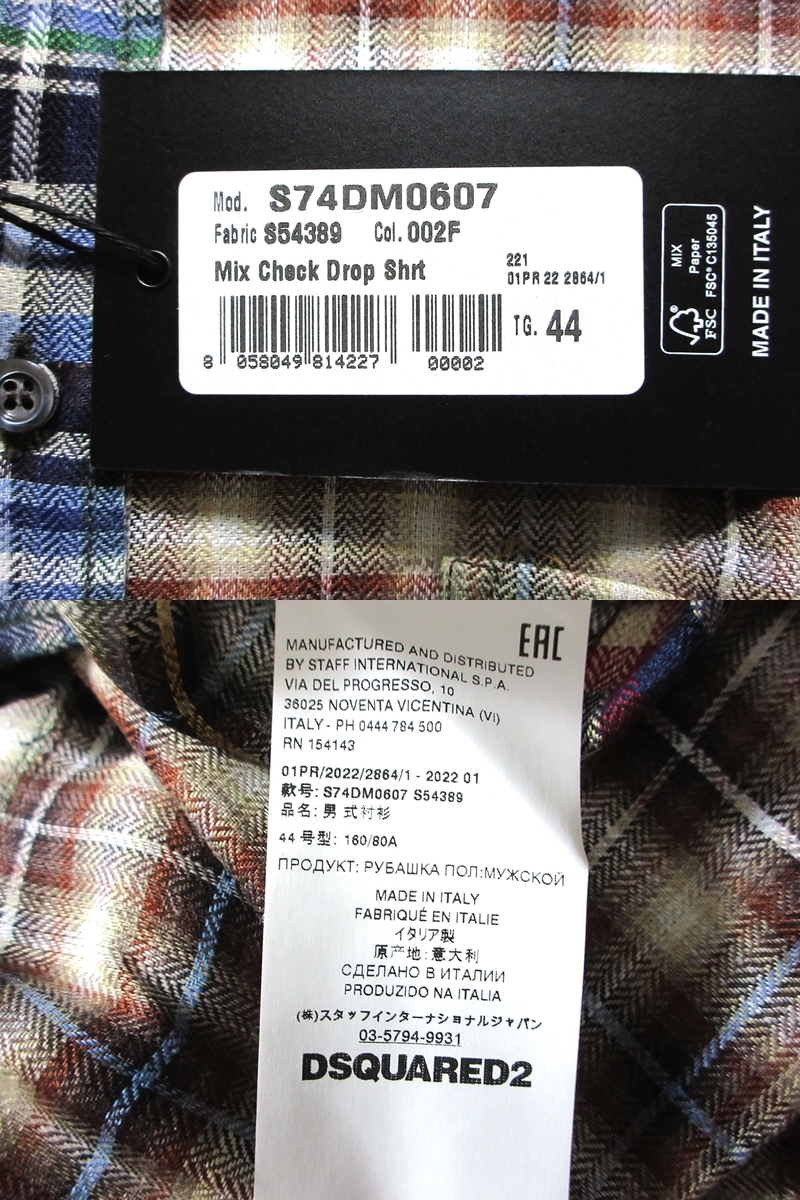 Mod. S74DM0607
Fabric S54389 Col. 002F
Mix Check Drop Shrt
221
01PR 22 2864/1
8 058049 814227 00002
TG. 44
MIX
Paper
FSC® C135045
FSC
MADE IN ITALY
EAC
MANUFACTURED AND DISTRIBUTED
BY STAFF INTERNATIONAL S.P.A.
VIA DEL PROGRESSO, 10
36025 NOVENTA VICENTINA (VI)
ITALY - PH 0444 784 500
RN 154143
01PR/2022/2864/1 - 2022 01
款号: S74DM0607 S54389
品名: 男式衬衫
44 号型: 160/80A
ПРОДУКТ: РУБАШКА ПОЛ:МУЖСКОЙ
MADE IN ITALY
FABRIQUÉ EN ITALIE
イタリア製
原产地:意大利
СДЕЛАНО В ИТАЛИИ
PRODUZIDO NA ITALIA
(株)スタッフインターナショナルジャパン
03-5794-9931
DSQUARED2